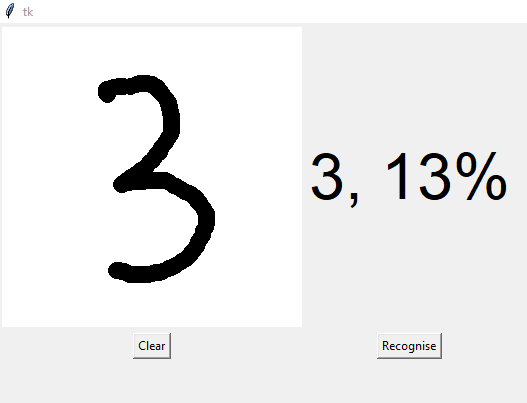 tk
3
3, 13%
Clear
Recognise